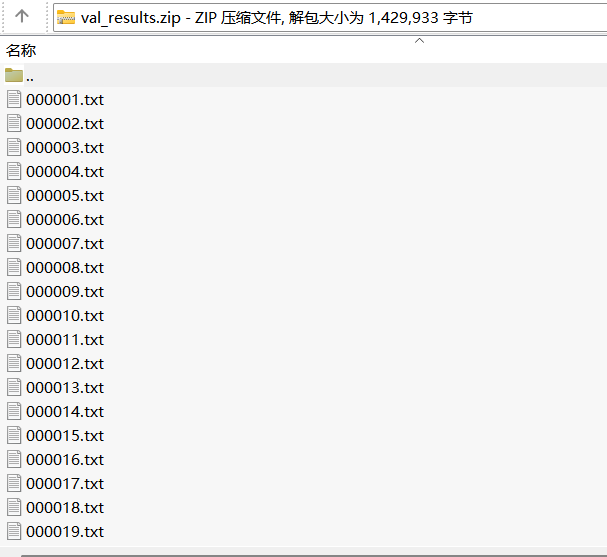 val_results.zip - ZIP 压缩文件, 解包大小为 1,429,933 字节
名称
..
000001.txt
000002.txt
000003.txt
000004.txt
000005.txt
000006.txt
000007.txt
000008.txt
000009.txt
000010.txt
000011.txt
000012.txt
000013.txt
000014.txt
000015.txt
000016.txt
000017.txt
000018.txt
000019.txt